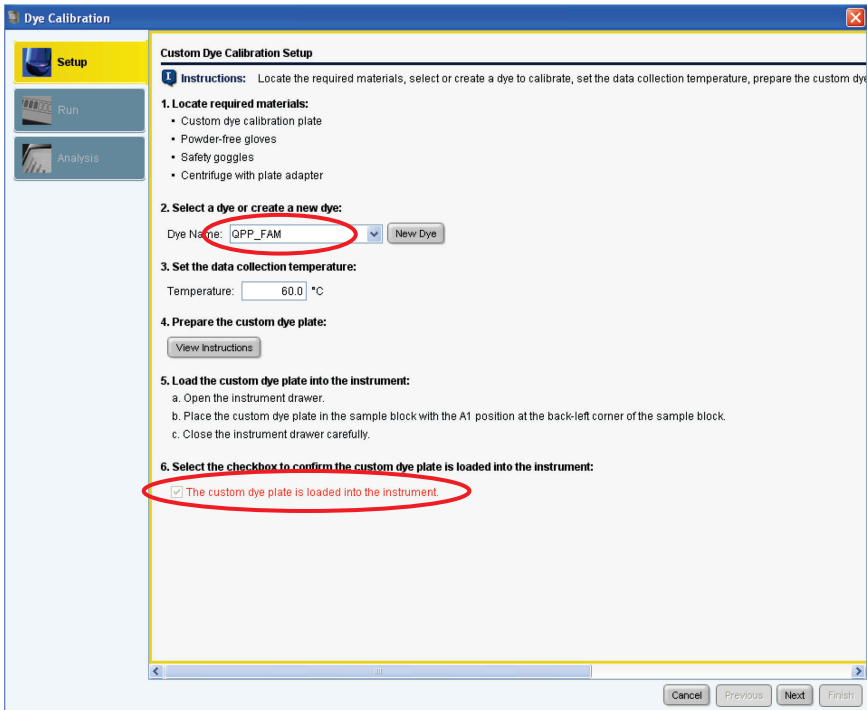 Dye Calibration
Setup
Run
Analysis
Custom Dye Calibration Setup
Instructions: Locate the required materials, select or create a dye to calibrate, set the data collection temperature, prepare the custom dye
1. Locate required materials:
• Custom dye calibration plate
• Powder-free gloves
• Safety goggles
• Centrifuge with plate adapter
2. Select a dye or create a new dye:
Dye Name: QPP_FAM New Dye
3. Set the data collection temperature:
Temperature: 60.0 °C
4. Prepare the custom dye plate:
View Instructions
5. Load the custom dye plate into the instrument:
a. Open the instrument drawer.
b. Place the custom dye plate in the sample block with the A1 position at the back-left corner of the sample block.
c. Close the instrument drawer carefully.
6. Select the checkbox to confirm the custom dye plate is loaded into the instrument:
The custom dye plate is loaded into the instrument.
Cancel Previous Next Finish